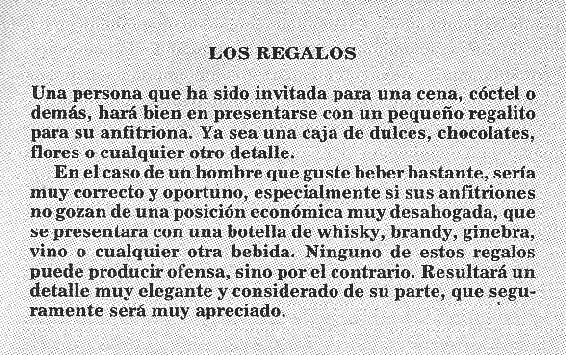 LOS REGALOS
Una persona que ha sido invitada para una cena, cóctel o
demás, hará bien en presentarse con un pequeño regalito
para su anfitriona. Ya sea una caja de dulces, chocolates,
flores o cualquier otro detalle.
En el caso de un hombre que guste beber bastante, sería
muy correcto y oportuno, especialmente si sus anfitriones
no gozan de una posición económica muy desahogada, que
se presentara con una botella de whisky, brandy, ginebra,
vino o cualquier otra bebida. Ninguno de estos regalos
puede producir ofensa, sino por el contrario. Resultará un
detalle muy elegante y considerado de su parte, que segu-
ramente será muy apreciado.